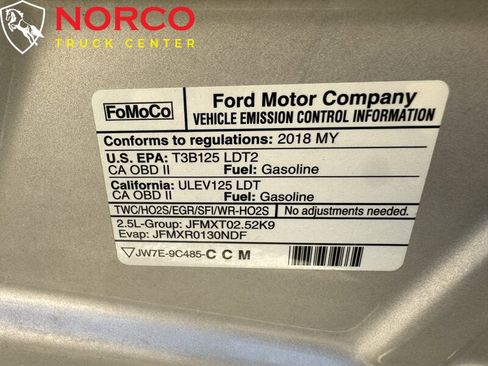 NORCO
TRUCK CENTER
FoMoCo
Ford Motor Company
VEHICLE EMISSION CONTROL INFORMATION
Conforms to regulations: 2018 MY
U.S. EPA: T3B125 LDT2
CA OBD II Fuel: Gasoline
California: ULEV125 LDT
CA OBD II Fuel: Gasoline
TWC/HO2S/EGR/SFI/WR-HO2S No adjustments needed.
2.5L-Group: JFMXT02.52K9
Evap: JFMXR0130NDF
JW7E-9C485-C C M